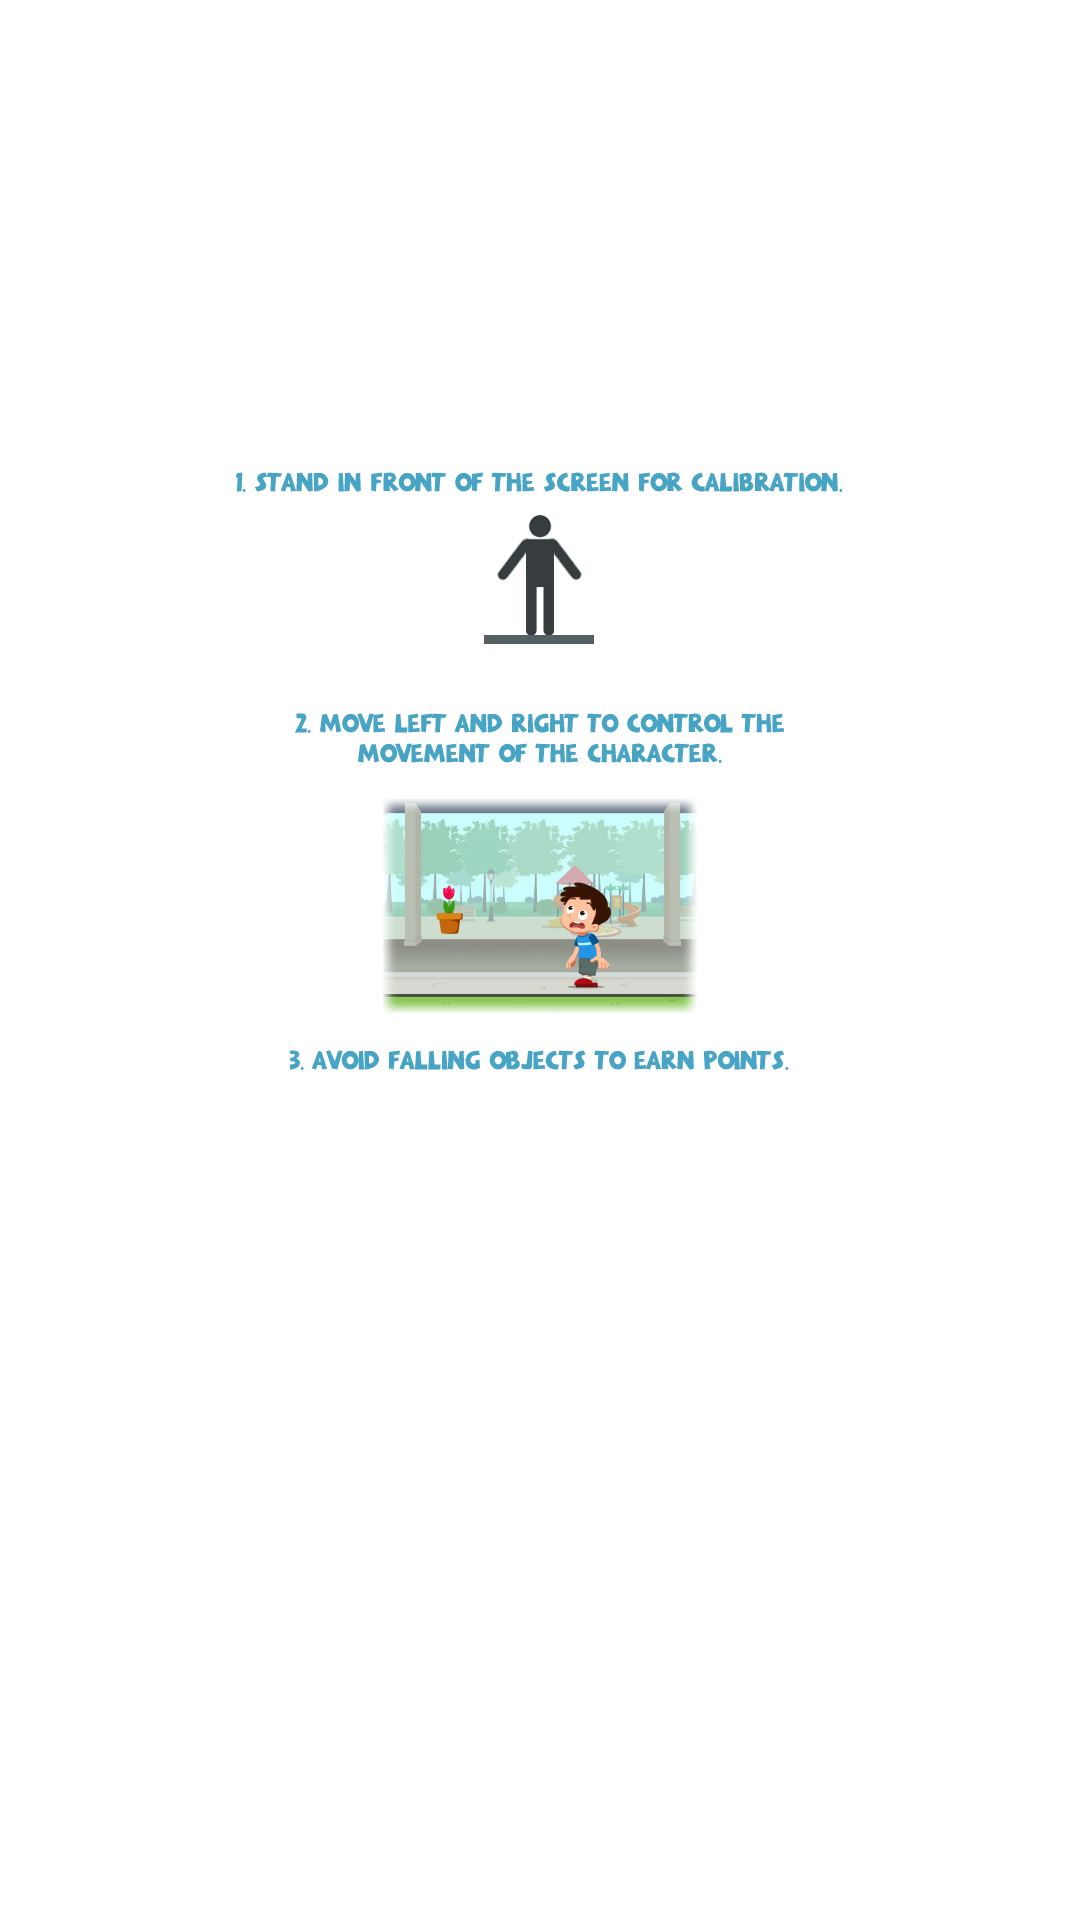 1. STAND IN FRONT OF THE SCREEN FOR CALIBRATION.
2. MOVE LEFT AND RIGHT TO CONTROL THE
MOVEMENT OF THE CHARACTER.
3. AVOID FALLING OBJECTS TO EARN POINTS.